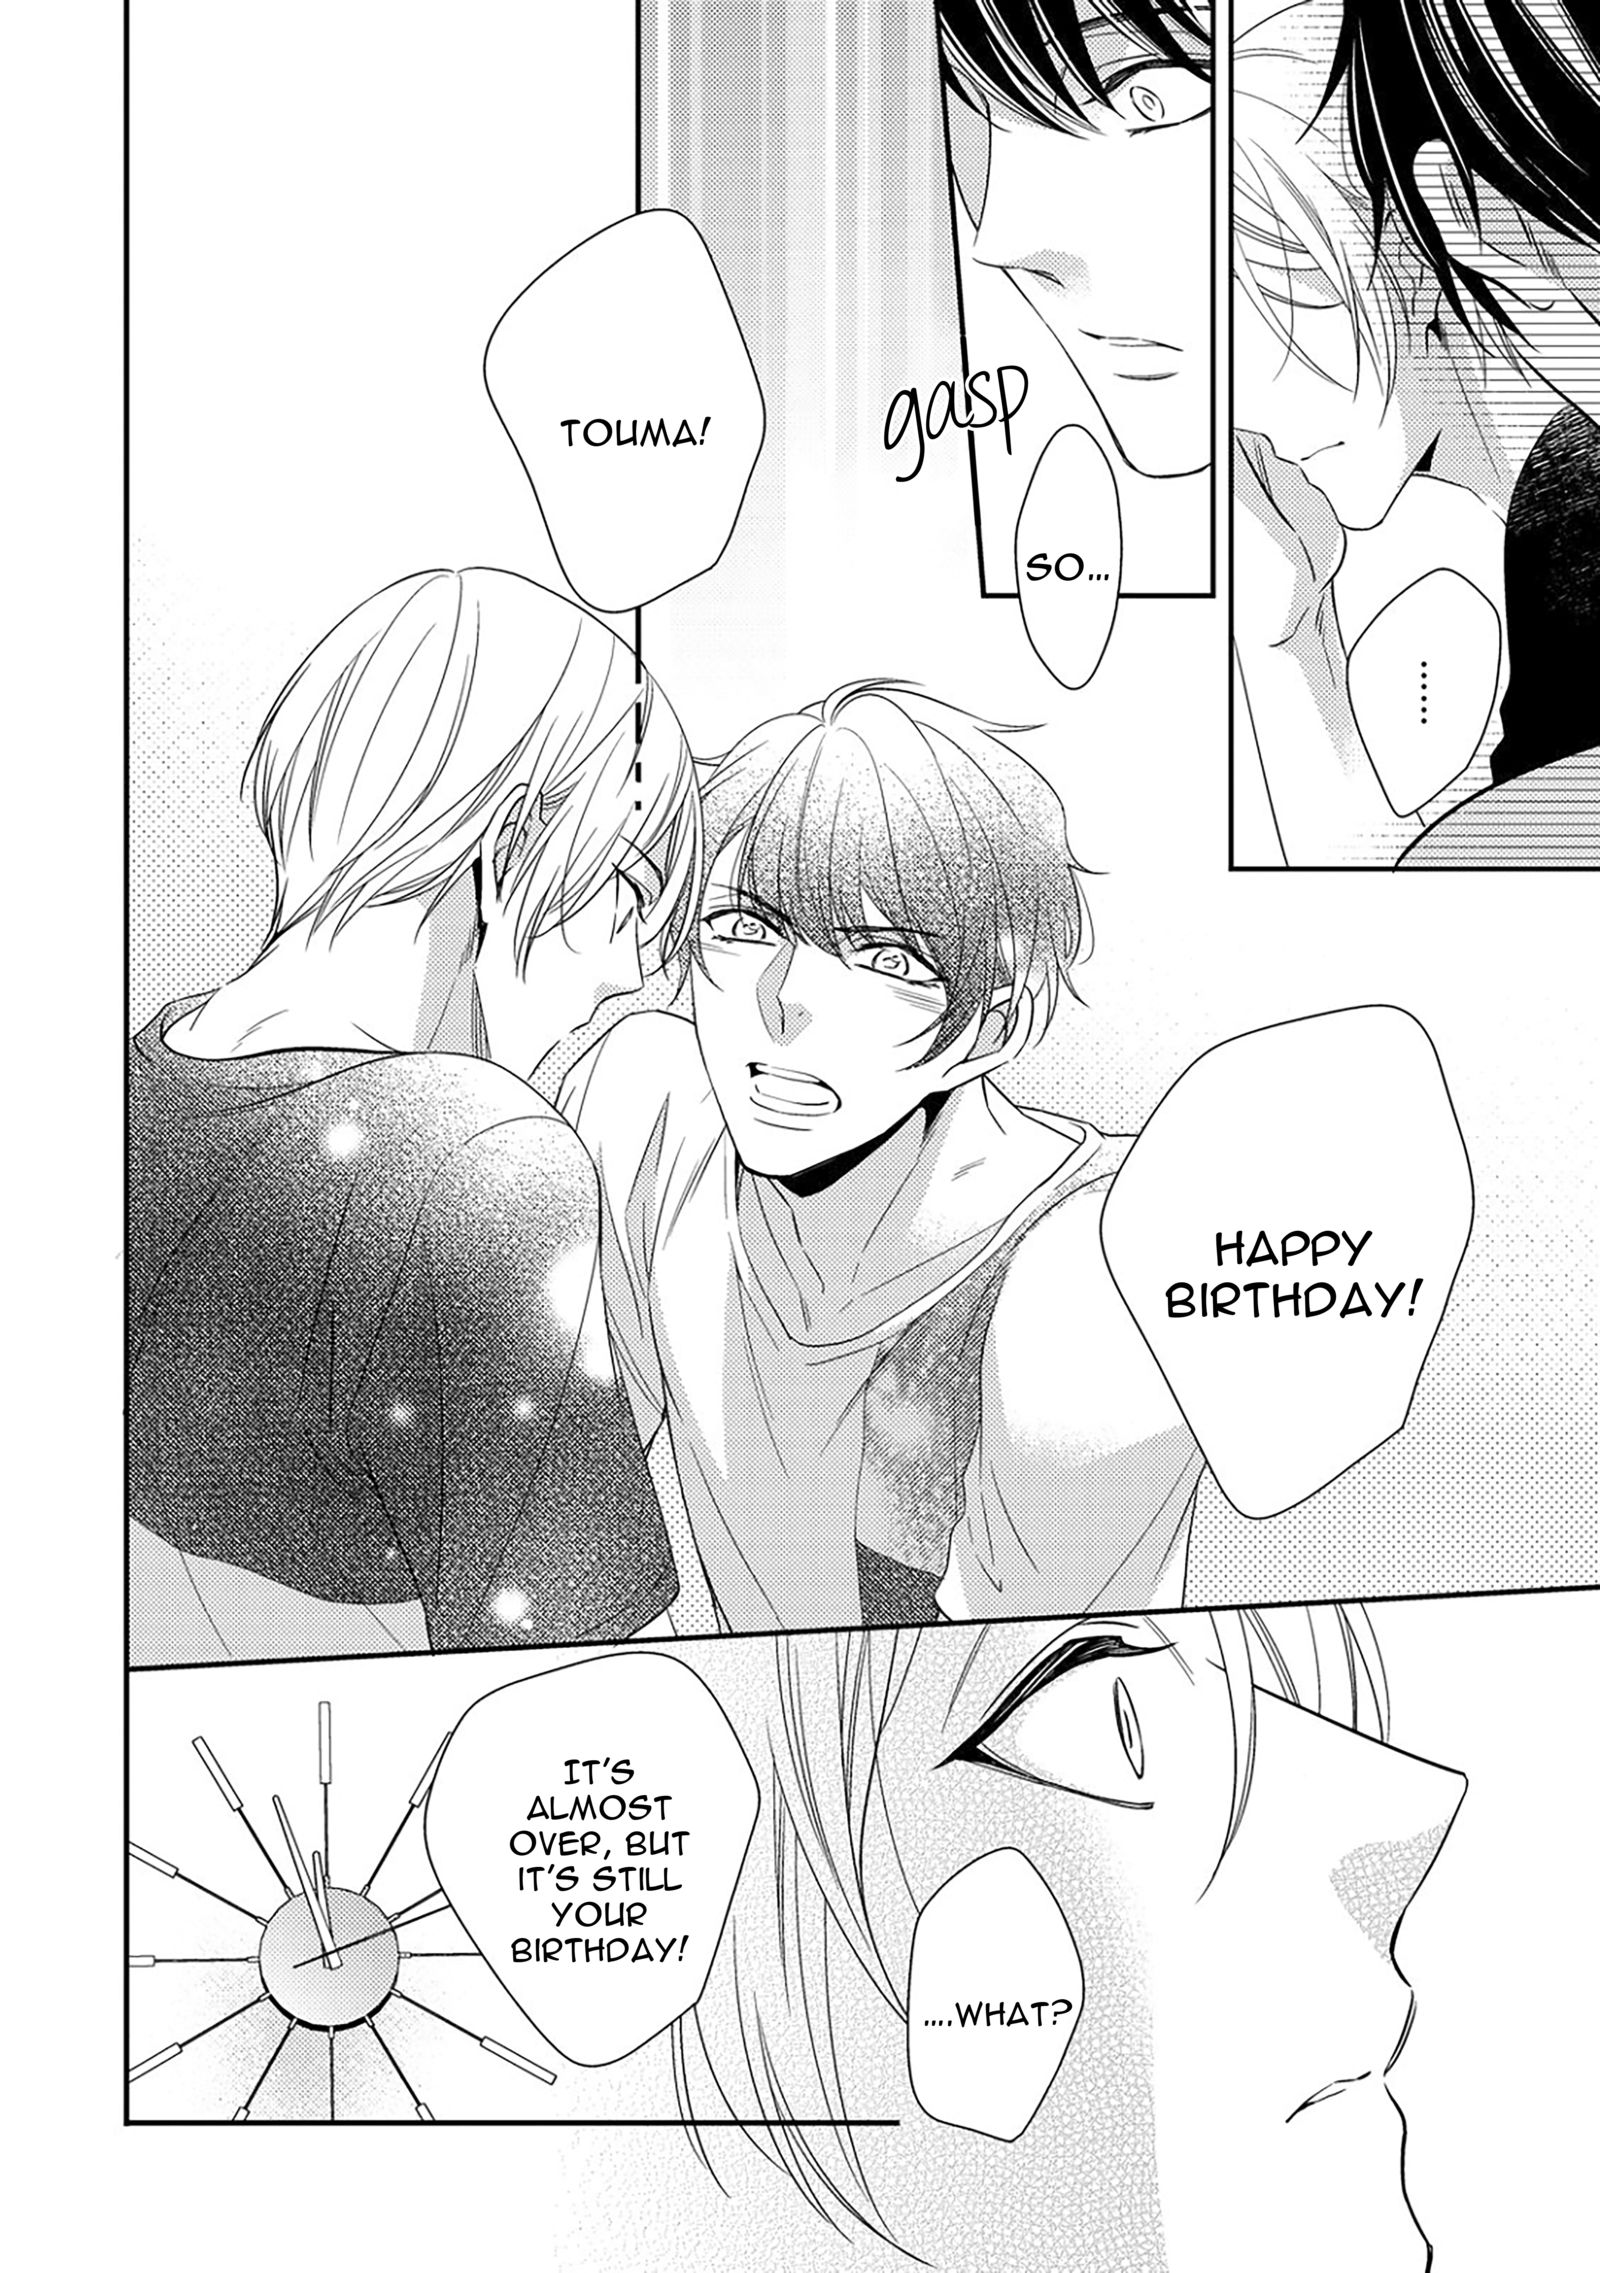 ........
SO...
gasp
TOUMA!
HAPPY
BIRTHDAY!
....WHAT?
IT'S
ALMOST
OVER, BUT
IT'S STILL
YOUR
BIRTHDAY!